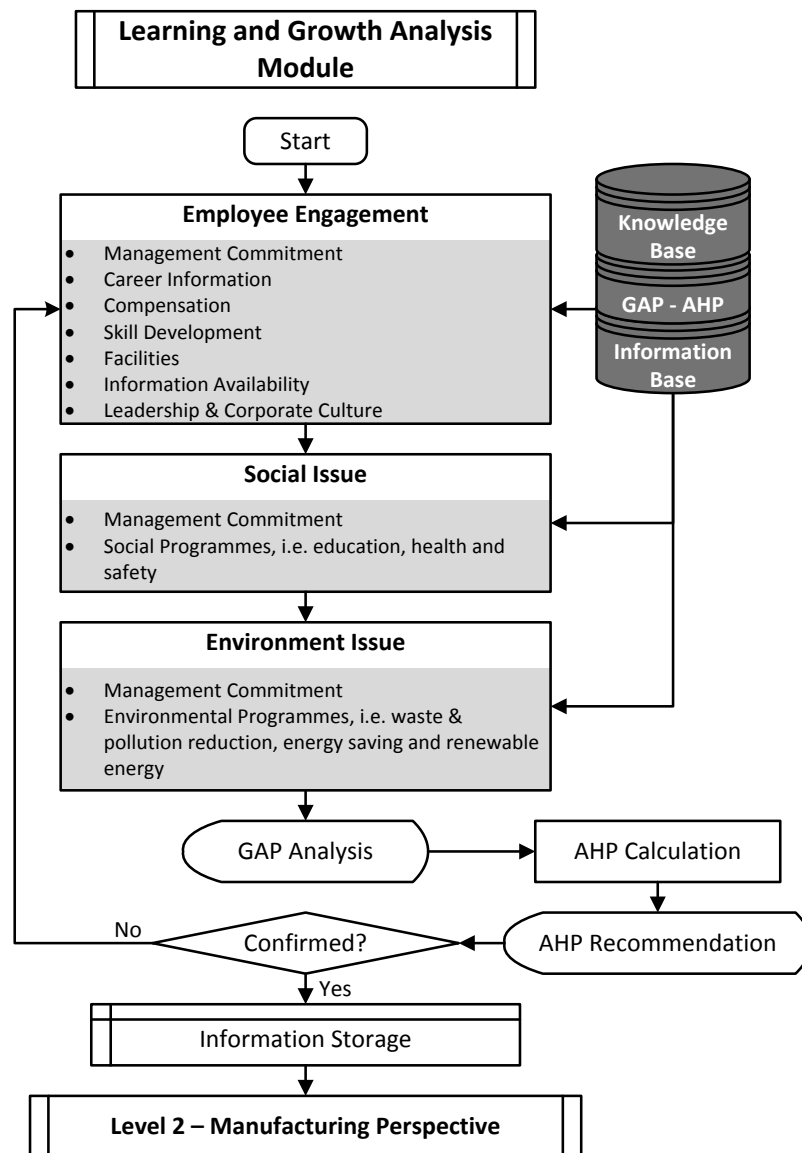 Learning and Growth Analysis
Module
Start
Employee Engagement
• Management Commitment
• Career Information
• Compensation
• Skill Development
• Facilities
• Information Availability
• Leadership & Corporate Culture
Knowledge
Base
GAP - AHP
Information
Base
Social Issue
• Management Commitment
• Social Programmes, i.e. education, health and
safety
Environment Issue
• Management Commitment
• Environmental Programmes, i.e. waste &
pollution reduction, energy saving and renewable
energy
GAP Analysis
AHP Calculation
AHP Recommendation
Confirmed?
No
Yes
Information Storage
Level 2 – Manufacturing Perspective